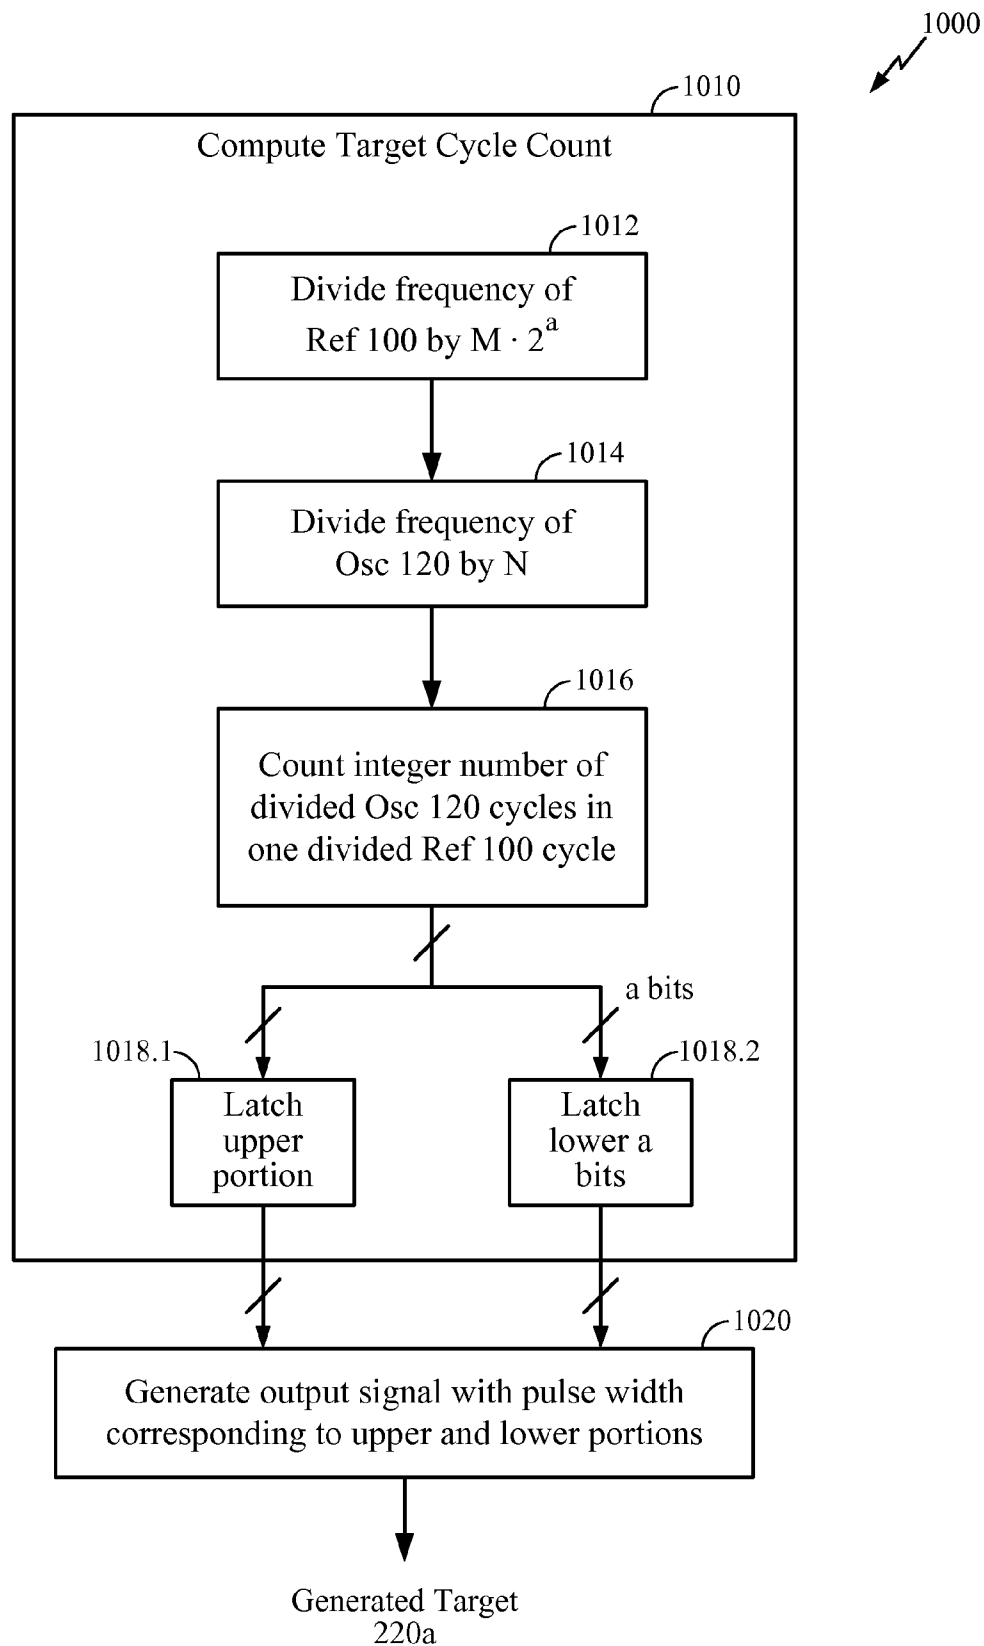 1000
1010
Compute Target Cycle Count
1012
Divide frequency of
Ref 100 by M · 2^a
1014
Divide frequency of
Osc 120 by N
1016
Count integer number of
divided Osc 120 cycles in
one divided Ref 100 cycle
a bits
1018.1
1018.2
Latch
upper
portion
Latch
lower a
bits
1020
Generate output signal with pulse width
corresponding to upper and lower portions
Generated Target
220a